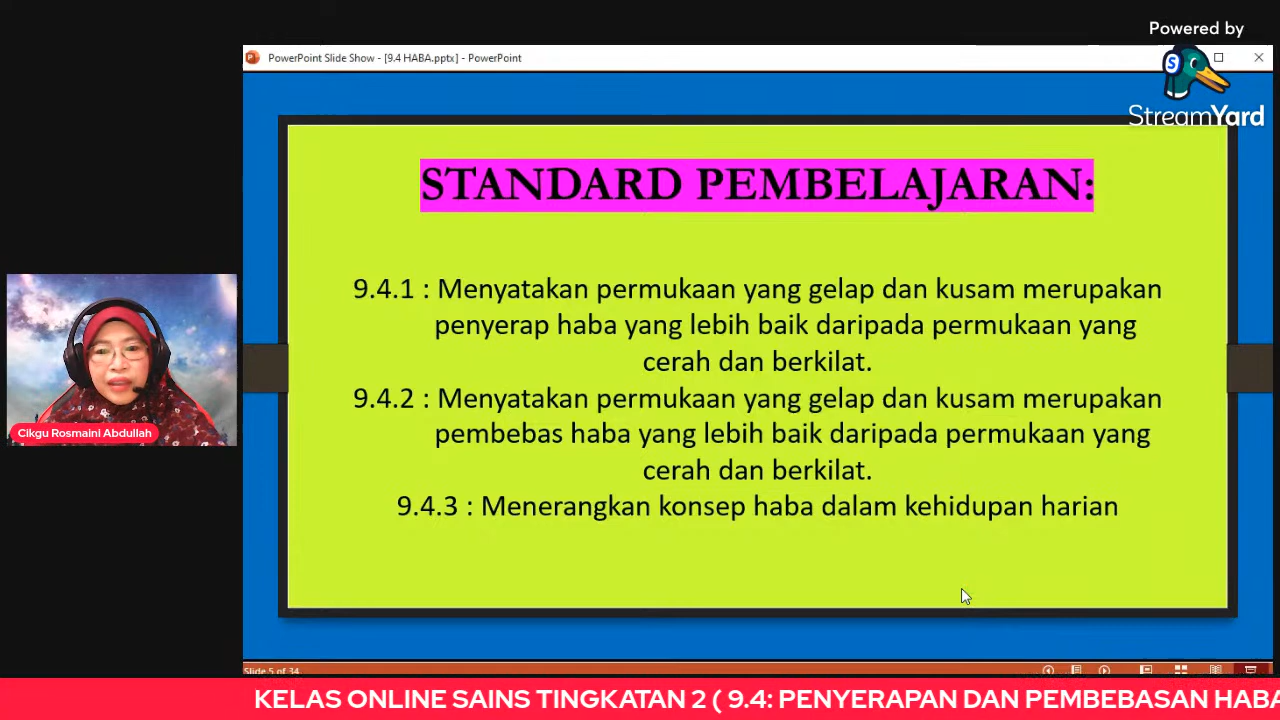 Powered by
StreamYard
PowerPoint Slide Show - [9.4 HABA.pptx] - PowerPoint
STANDARD PEMBELAJARAN:
9.4.1 : Menyatakan permukaan yang gelap dan kusam merupakan
penyerap haba yang lebih baik daripada permukaan yang
cerah dan berkilat.
9.4.2 : Menyatakan permukaan yang gelap dan kusam merupakan
pembebas haba yang lebih baik daripada permukaan yang
cerah dan berkilat.
9.4.3 : Menerangkan konsep haba dalam kehidupan harian
Cikgu Rosmaini Abdullah
Slide 5 of 34
KELAS ONLINE SAINS TINGKATAN 2 ( 9.4: PENYERAPAN DAN PEMBEBASAN HABA